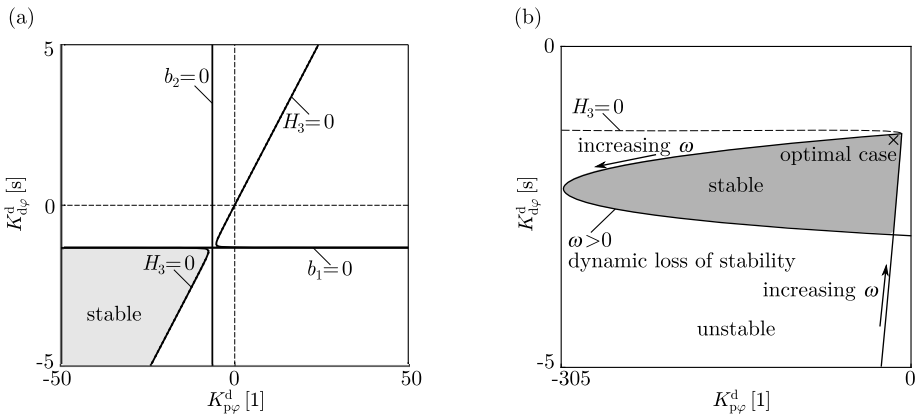 (a)
5
b₂=0
H₃=0
0
K^d_dφ [s]
b₁=0
H₃=0
stable
-5
-50
0
50
K^d_pφ [1]
(b)
0
H₃=0
increasing ω
optimal case
stable
K^d_dφ [s]
ω>0
dynamic loss of stability
increasing ω
unstable
-5
-305
0
K^d_pφ [1]